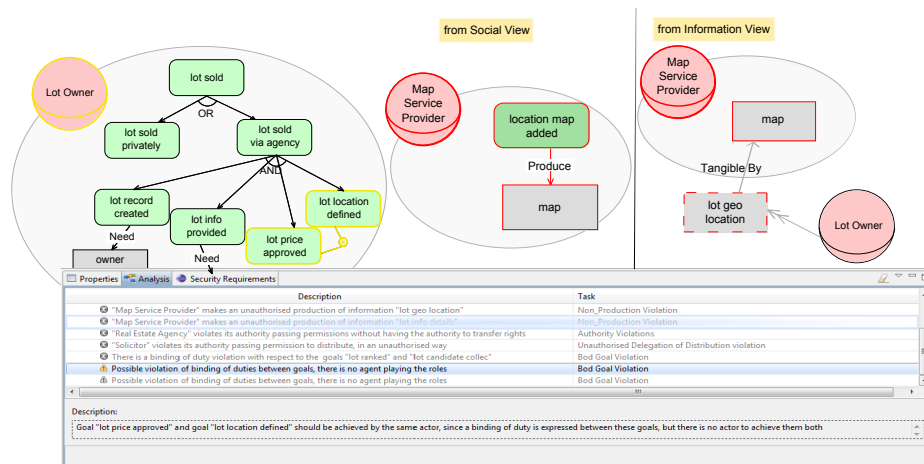 from Social View
from Information View
Lot Owner
lot sold
OR
lot sold
privately
lot sold
via agency
AND
lot record
created
lot info
provided
lot price
approved
lot location
defined
Need
owner
Need
Map
Service
Provider
location map
added
Produce
map
Map
Service
Provider
map
Tangible By
lot geo
location
Lot Owner
Properties Analysis Security Requirements
Description Task
"Map Service Provider" makes an unauthorised production of information "lot geo location" Non_Production Violation
"Map Service Provider" makes an unauthorised production of information "lot info details" Non_Production Violation
"Real Estate Agency" violates its authority passing permissions without having the authority to transfer rights Authority Violations
"Solicitor" violates its authority passing permission to distribute, in an unauthorised way Unauthorised Delegation of Distribution violation
There is a binding of duty violation with respect to the goals "lot ranked" and "lot candidate collec" Bod Goal Violation
Possible violation of binding of duties between goals, there is no agent playing the roles Bod Goal Violation
Possible violation of binding of duties between goals, there is no agent playing the roles Bod Goal Violation
Description:
Goal "lot price approved" and goal "lot location defined" should be achieved by the same actor, since a binding of duty is expressed between these goals, but there is no actor to achieve them both